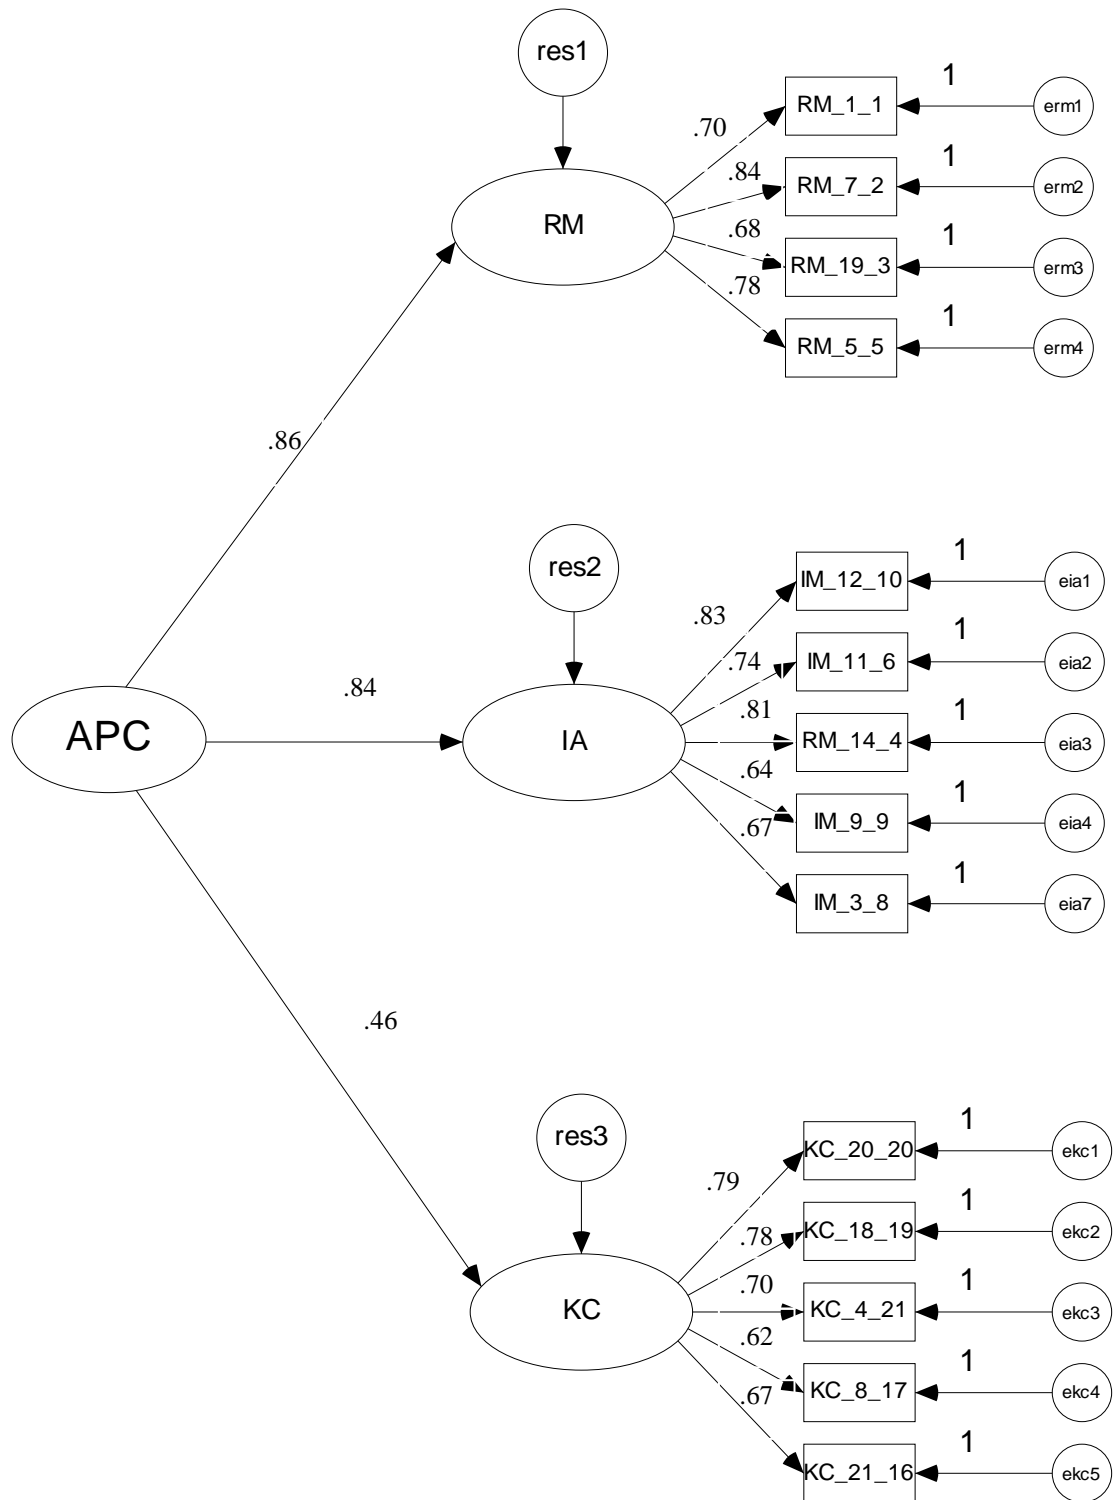 res1
1
RM_1_1
erm1
.70
1
.84
RM_7_2
erm2
RM
1
.68
RM_19_3
erm3
.78
1
RM_5_5
erm4
.86
res2
1
IM_12_10
eia1
.83
1
.74
IM_11_6
eia2
.84
1
.81
APC
IA
RM_14_4
eia3
.64
1
IM_9_9
eia4
.67
1
IM_3_8
eia7
.46
res3
1
KC_20_20
ekc1
.79
1
.78
KC_18_19
ekc2
1
.70
KC
KC_4_21
ekc3
.62
1
KC_8_17
ekc4
.67
1
KC_21_16
ekc5